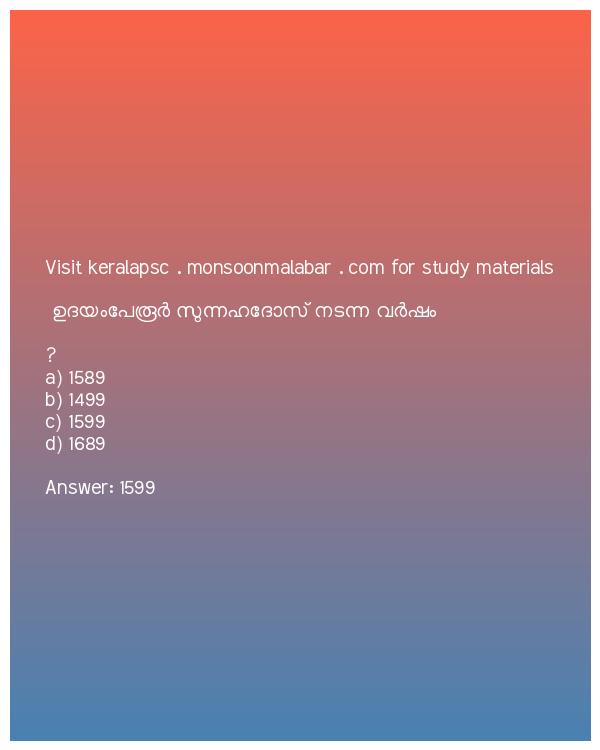 Visit keralapsc . monsoonmalabar . com for study materials
ഉദയംപേരൂർ സുന്നഹദോസ് നടന്ന വർഷം
?
a) 1589
b) 1499
c) 1599
d) 1689
Answer: 1599